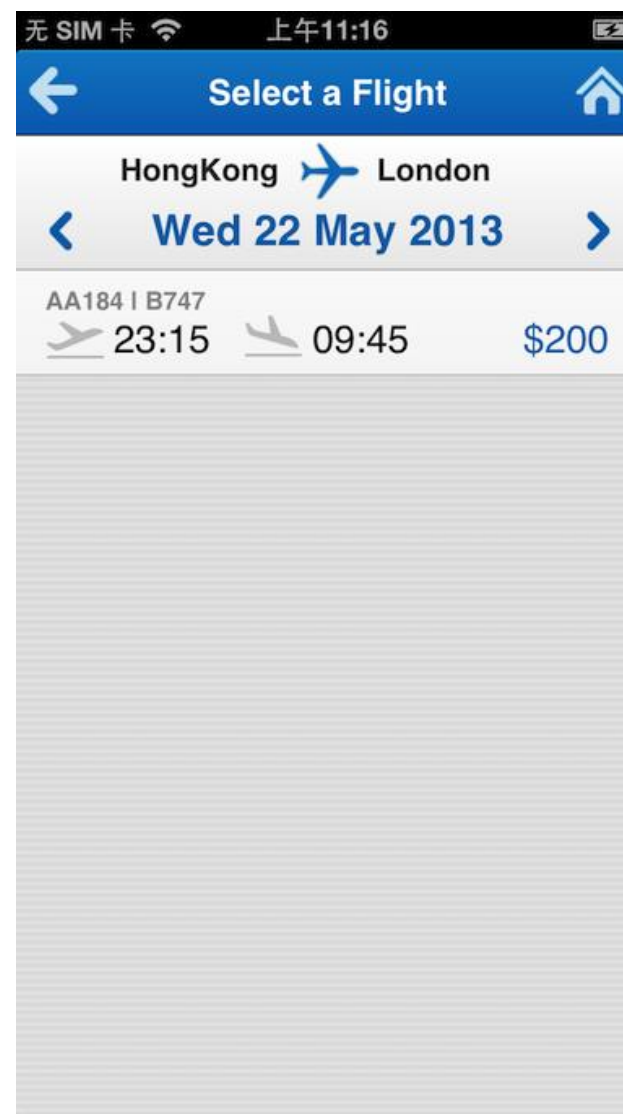 无 SIM 卡 上午11:16
Select a Flight
HongKong London
Wed 22 May 2013
AA184 | B747
23:15 09:45 $200